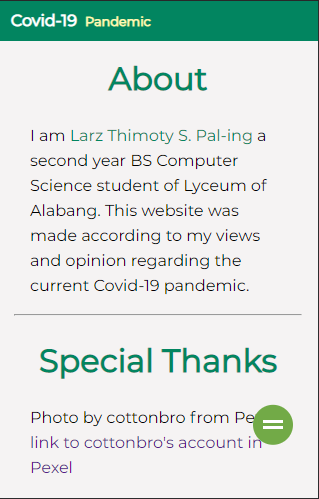 Covid-19 Pandemic
About
I am Larz Thimoty S. Pal-ing a
second year BS Computer
Science student of Lyceum of
Alabang. This website was
made according to my views
and opinion regarding the
current Covid-19 pandemic.
Special Thanks
Photo by cottonbro from
link to cottonbro's account in
Pexel